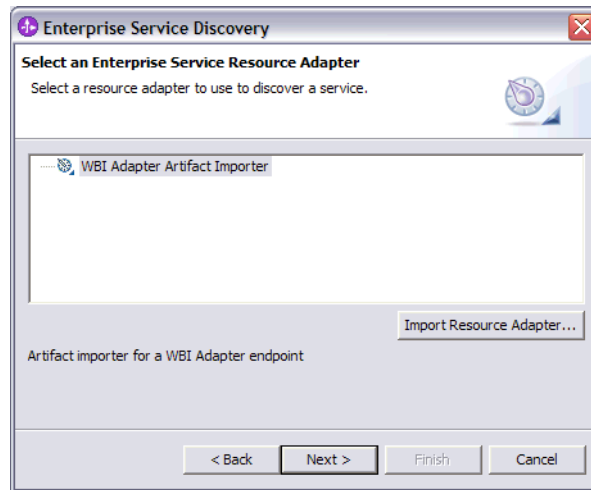 Enterprise Service Discovery
Select an Enterprise Service Resource Adapter
Select a resource adapter to use to discover a service.
WBI Adapter Artifact Importer
Import Resource Adapter...
Artifact importer for a WBI Adapter endpoint
< Back
Next >
Finish
Cancel